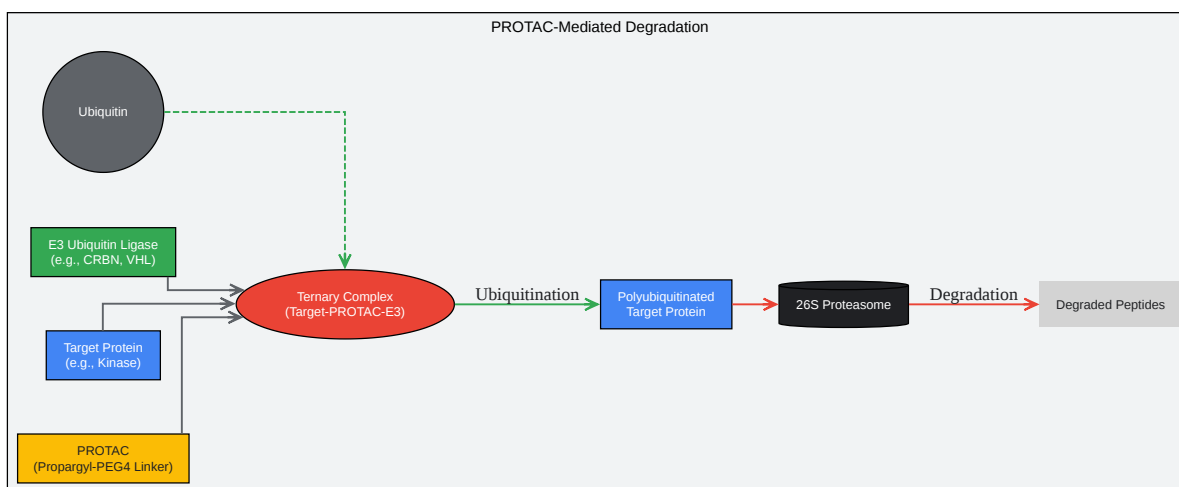 PROTAC-Mediated Degradation
Ubiquitin
E3 Ubiquitin Ligase
(e.g., CRBN, VHL)
Target Protein
(e.g., Kinase)
PROTAC
(Propargyl-PEG4 Linker)
Ternary Complex
(Target-PROTAC-E3)
Ubiquitination
Polyubiquitinated
Target Protein
26S Proteasome
Degradation
Degraded Peptides